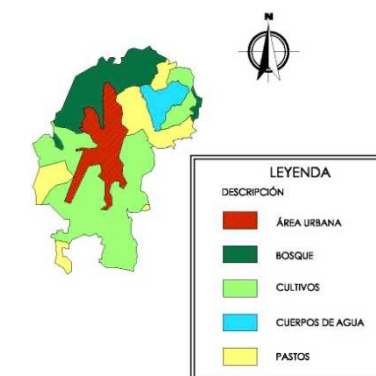 N
LEYENDA
DESCRIPCIÓN
ÁREA URBANA
BOSQUE
CULTIVOS
CUERPOS DE AGUA
PASTOS